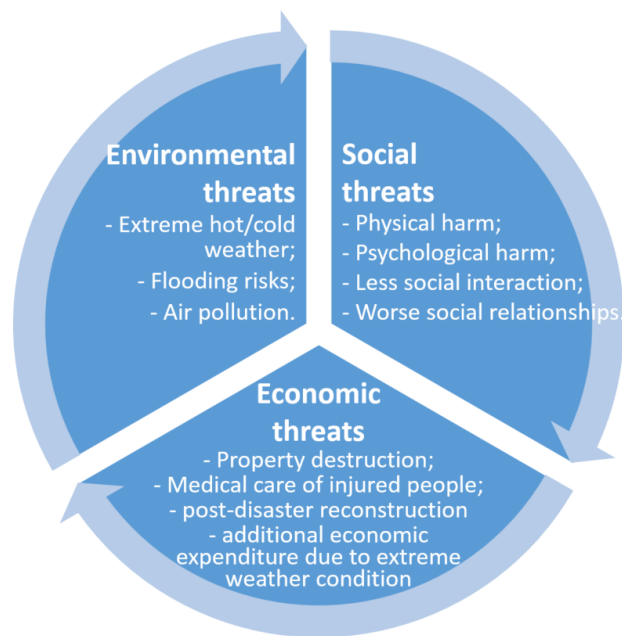 Environmental
threats
- Extreme hot/cold
weather;
- Flooding risks;
- Air pollution.
Social
threats
- Physical harm;
- Psychological harm;
- Less social interaction;
- Worse social relationships.
Economic
threats
- Property destruction;
- Medical care of injured people;
- post-disaster reconstruction
- additional economic
expenditure due to extreme
weather condition